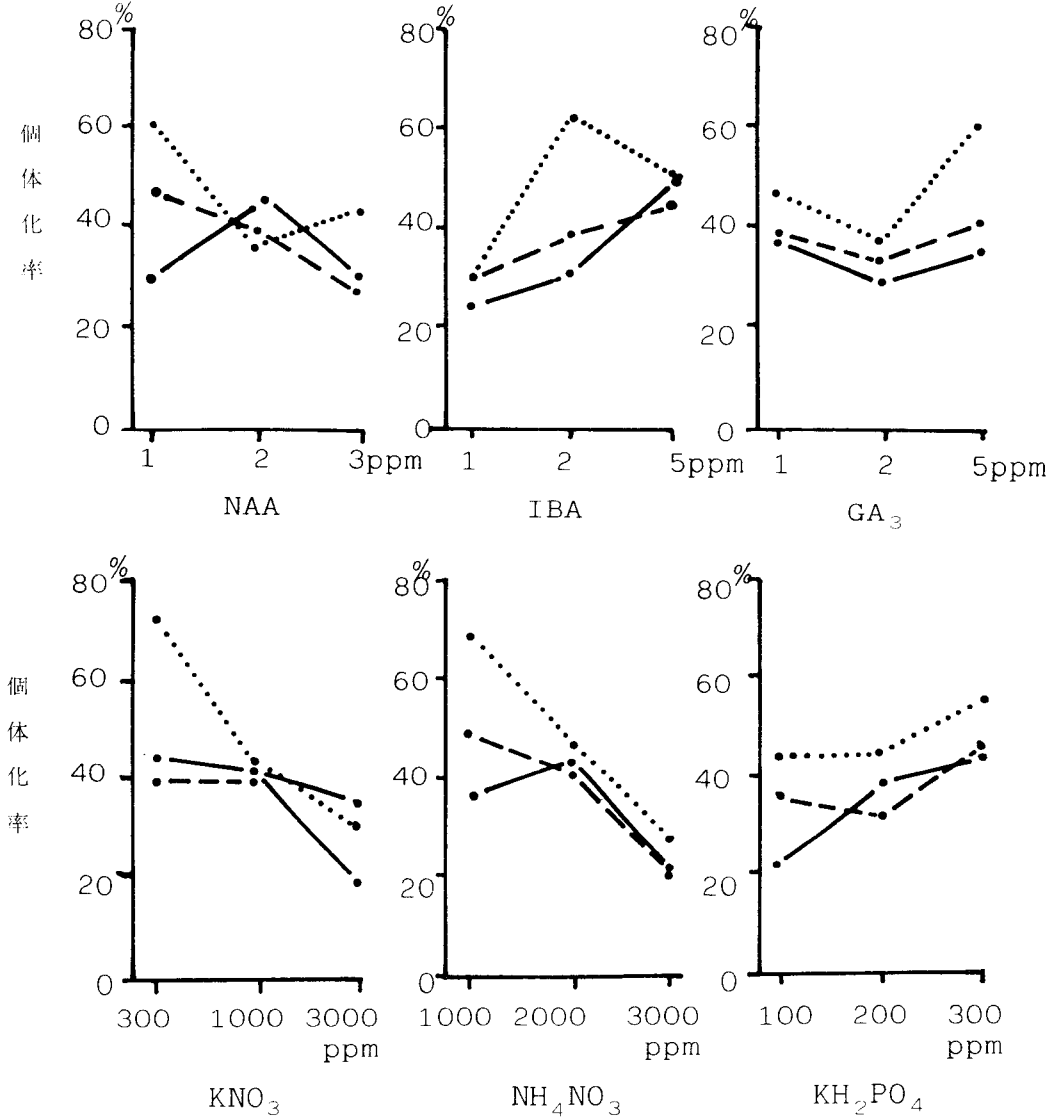 80% 80% 80%
60 60 60
個体化率
40 40 40
20 20 20
0 0 0
1 2 3ppm
1 2 5ppm
1 2 5ppm
NAA
IBA
GA₃
80% 80% 80%
60 60 60
個体化率
40 40 40
20 20 20
0 0 0
300 1000 3000
ppm
1000 2000 3000
ppm
100 200 300
ppm
KNO₃
NH₄NO₃
KH₂PO₄